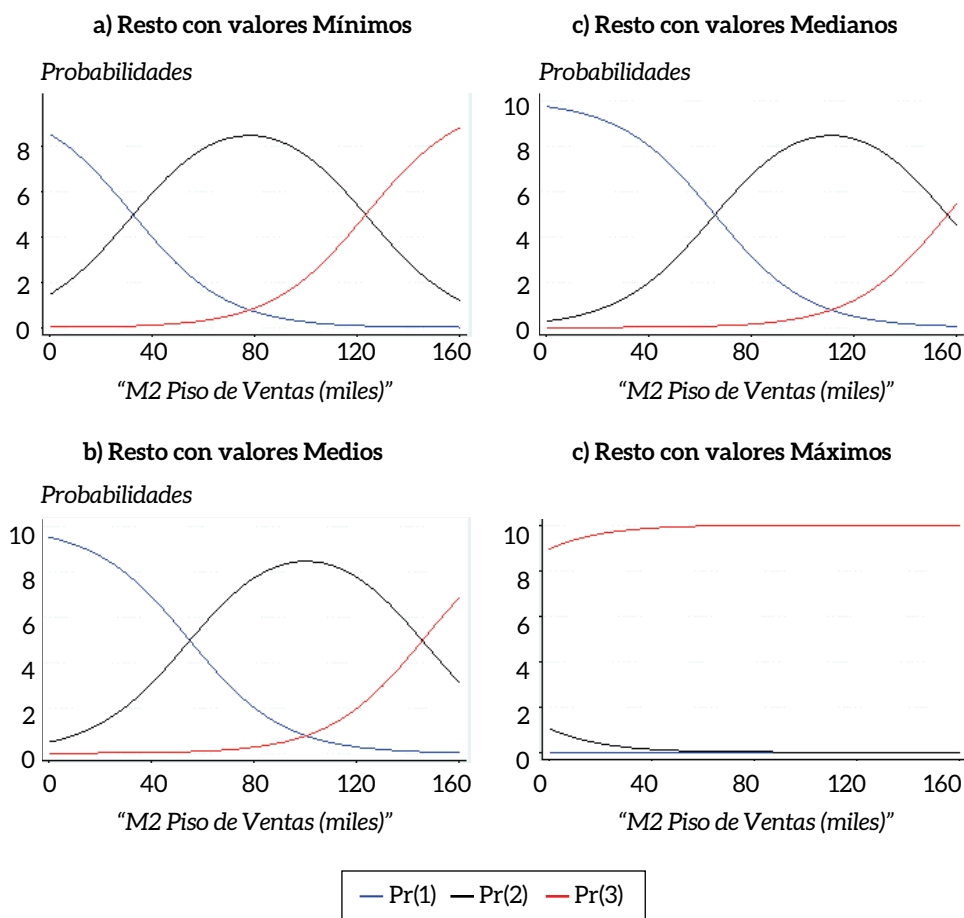 a) Resto con valores Mínimos
Probabilidades
8
6
4
2
0
0 40 80 120 160
“M2 Piso de Ventas (miles)”
c) Resto con valores Medianos
Probabilidades
10
8
6
4
2
0
0 40 80 120 160
“M2 Piso de Ventas (miles)”
b) Resto con valores Medios
Probabilidades
10
8
6
4
2
0
0 40 80 120 160
“M2 Piso de Ventas (miles)”
c) Resto con valores Máximos
10
8
6
4
2
0
0 40 80 120 160
“M2 Piso de Ventas (miles)”
Pr(1) Pr(2) Pr(3)